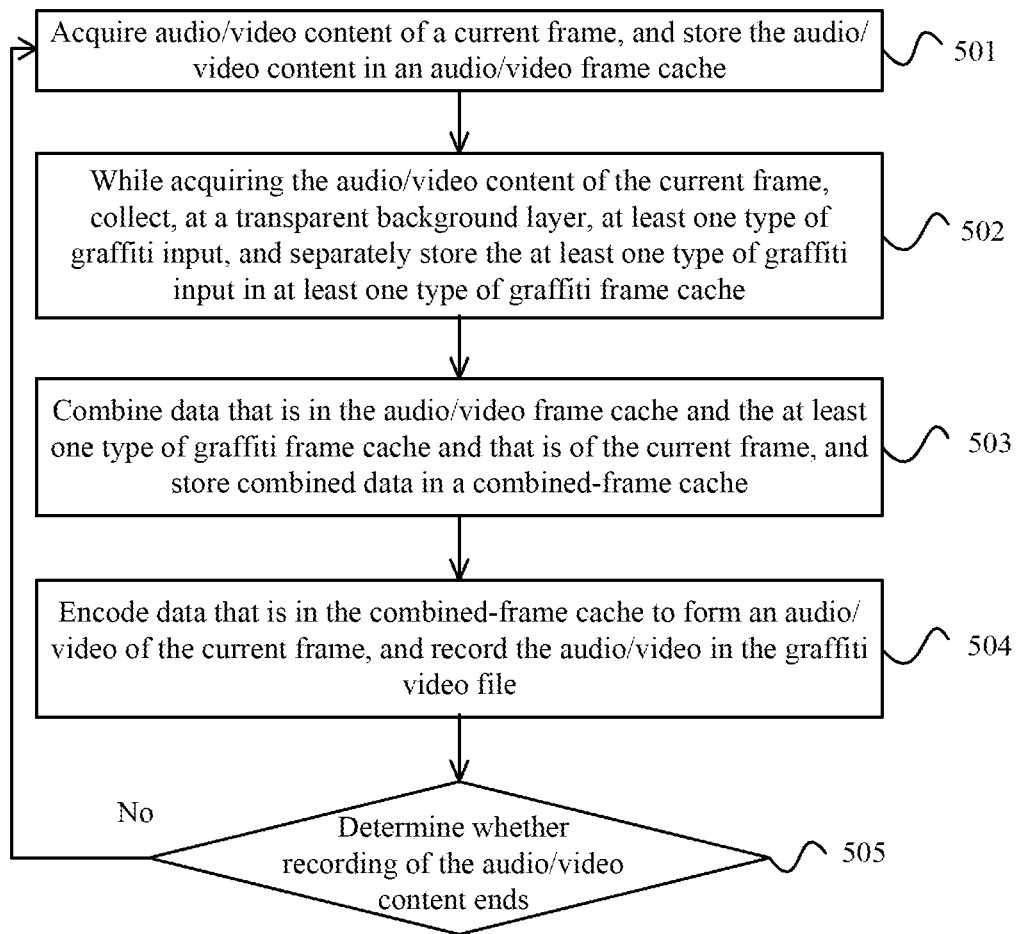 Acquire audio/video content of a current frame, and store the audio/
video content in an audio/video frame cache
501
While acquiring the audio/video content of the current frame,
collect, at a transparent background layer, at least one type of
graffiti input, and separately store the at least one type of graffiti
input in at least one type of graffiti frame cache
502
Combine data that is in the audio/video frame cache and the at least
one type of graffiti frame cache and that is of the current frame, and
store combined data in a combined-frame cache
503
Encode data that is in the combined-frame cache to form an audio/
video of the current frame, and record the audio/video in the graffiti
video file
504
No
Determine whether
recording of the audio/video
content ends
505